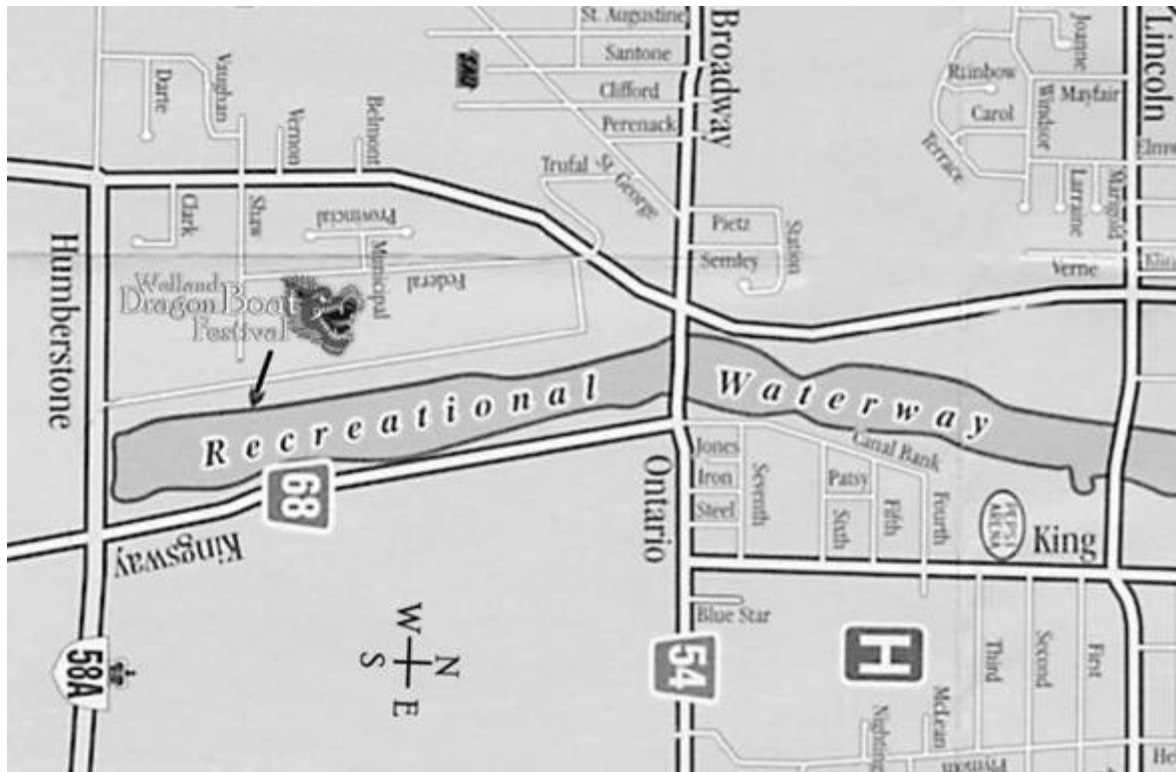 St. Augustine
Santone
Clifford
Perenack
Broadway
Joanne
Lincoln
Rainbow
Mayfair
Carol
Windsor
Terrace
Larraine
Marigold
Verne
Darte
Vaughan
Vernon
Belmont
Trufal
St. George
Clark
Shaw
Provincial
Municipal
Federal
Pietz
Semley
Station
Humberstone
Welland
Dragon Boat
Festival
Recreational Waterway
68
Kingsway
Ontario
Jones
Iron
Steel
Seventh
Canal Bank
Patsy
Sixth
Fifth
Fourth
PEPSI
ARENA
King
Blue Star
58A
W
S N
E
54
H
Third
Second
First
McLean